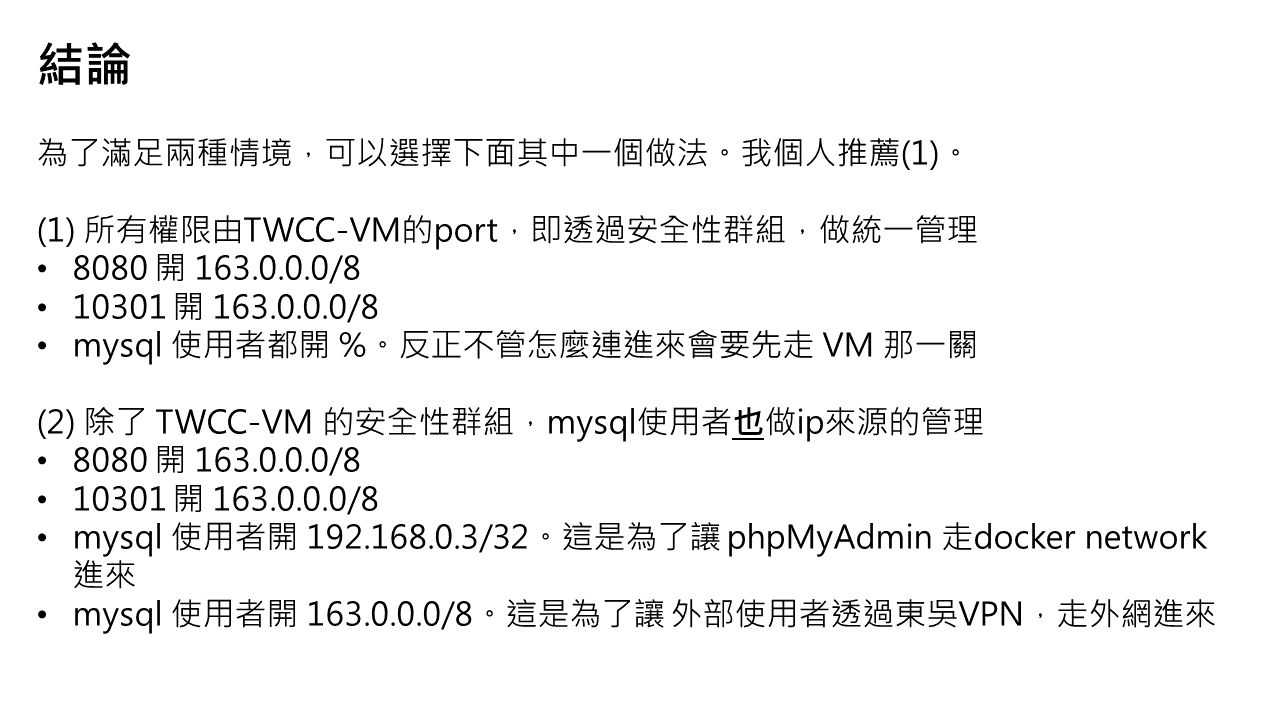 結論
為了滿足兩種情境，可以選擇下面其中一個做法。我個人推薦(1)。
(1) 所有權限由TWCC-VM的port，即透過安全性群組，做統一管理
• 8080 開 163.0.0.0/8
• 10301 開 163.0.0.0/8
• mysql 使用者都開 %。反正不管怎麼連進來會要先走 VM 那一關
(2) 除了 TWCC-VM 的安全性群組，mysql使用者也做ip來源的管理
• 8080 開 163.0.0.0/8
• 10301 開 163.0.0.0/8
• mysql 使用者開 192.168.0.3/32。這是為了讓 phpMyAdmin 走docker network
進來
• mysql 使用者開 163.0.0.0/8。這是為了讓 外部使用者透過東吳VPN，走外網進來